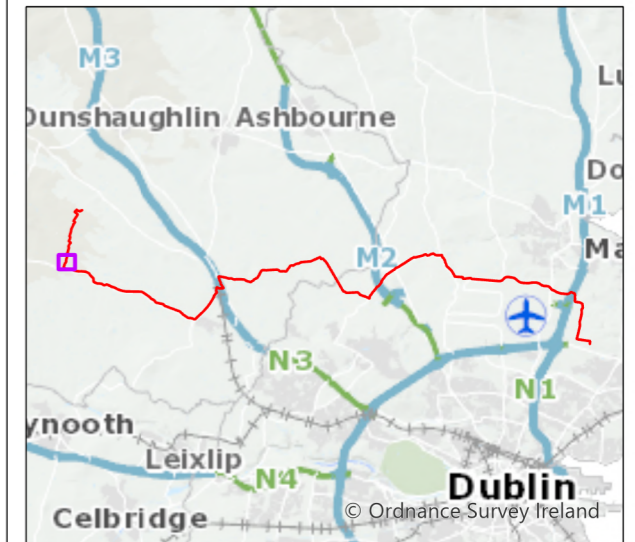 M3
Lu
Dunshaughlin
Ashbourne
Do
M1
M2
Ma
N3
N1
ynooth
Leixlip
N4
Dublin
Celbridge
© Ordnance Survey Ireland